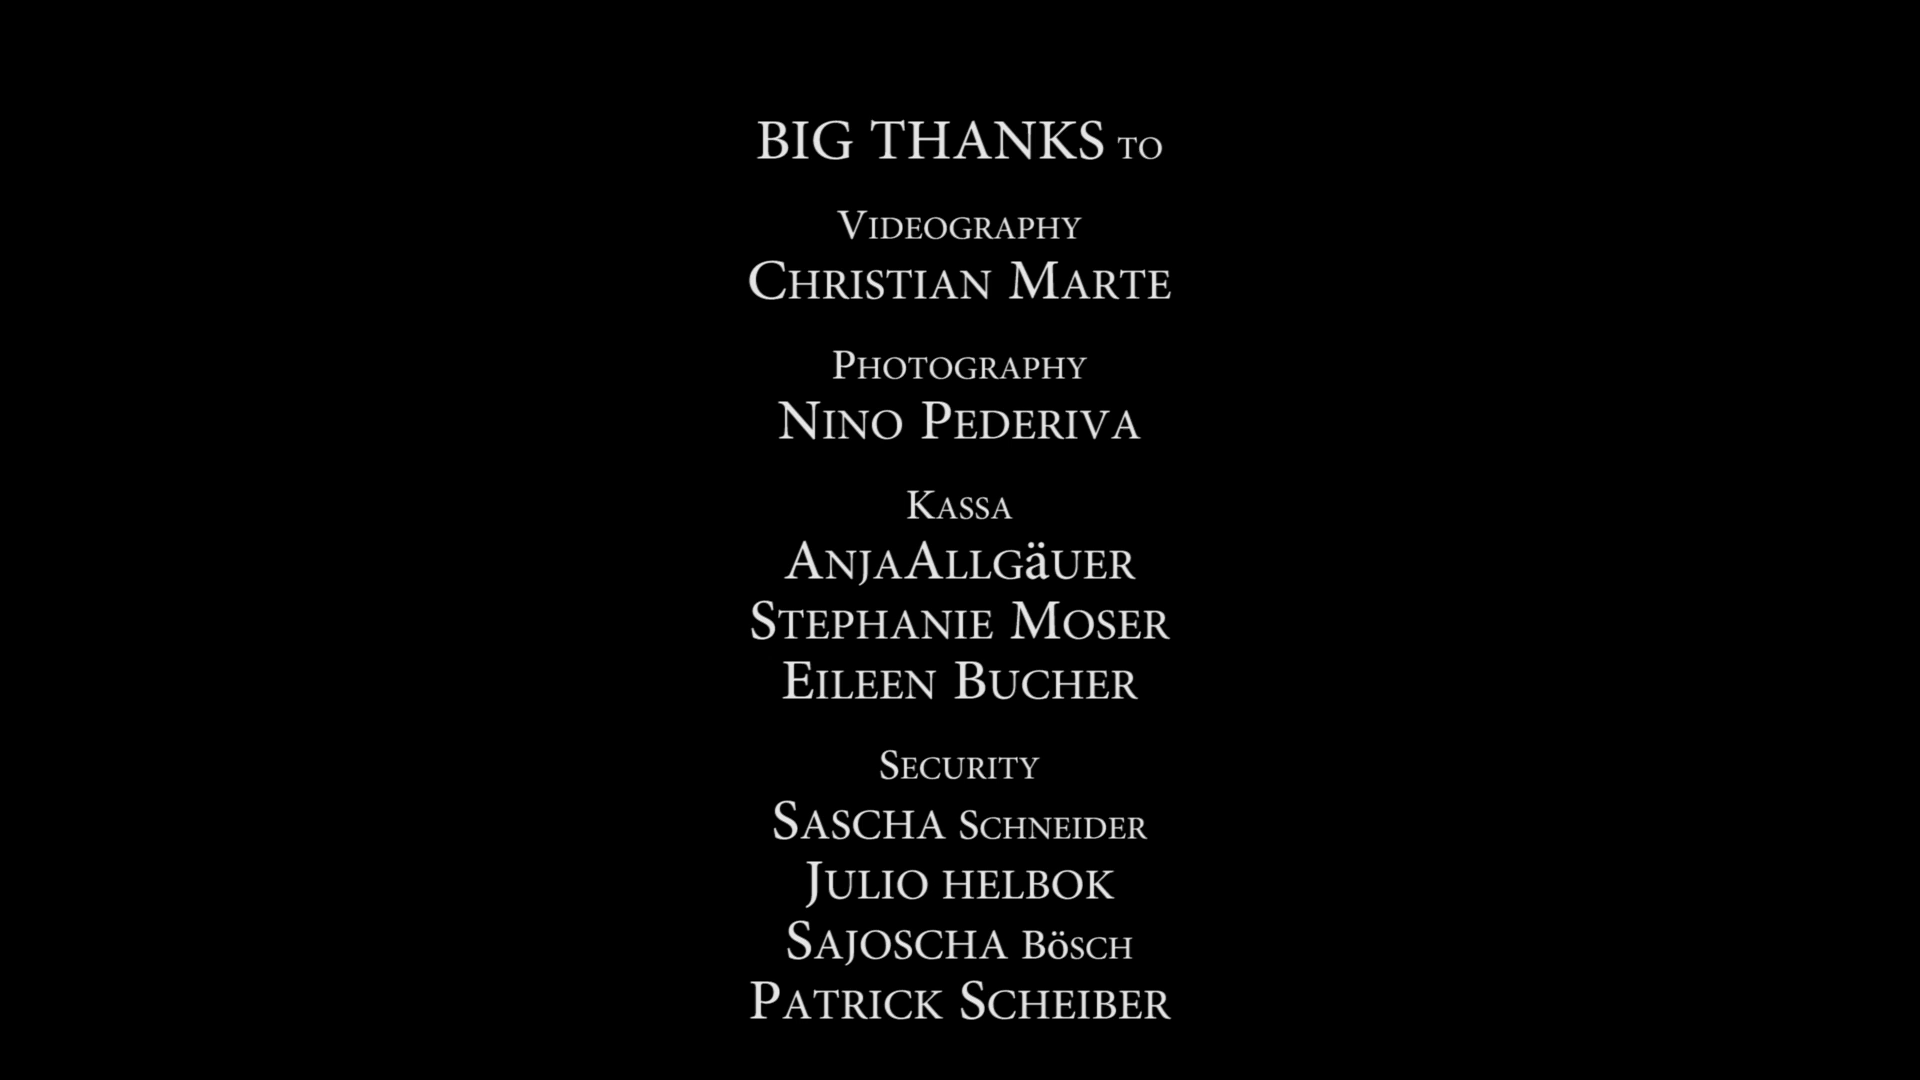 BIG THANKS TO
VIDEOGRAPHY
CHRISTIAN MARTE
PHOTOGRAPHY
NINO PEDERIVA
KASSA
ANJAALLGäUER
STEPHANIE MOSER
EILEEN BUCHER
SECURITY
SASCHA SCHNEIDER
JULIO HELBOK
SAJOSCHA BöSCH
PATRICK SCHEIBER